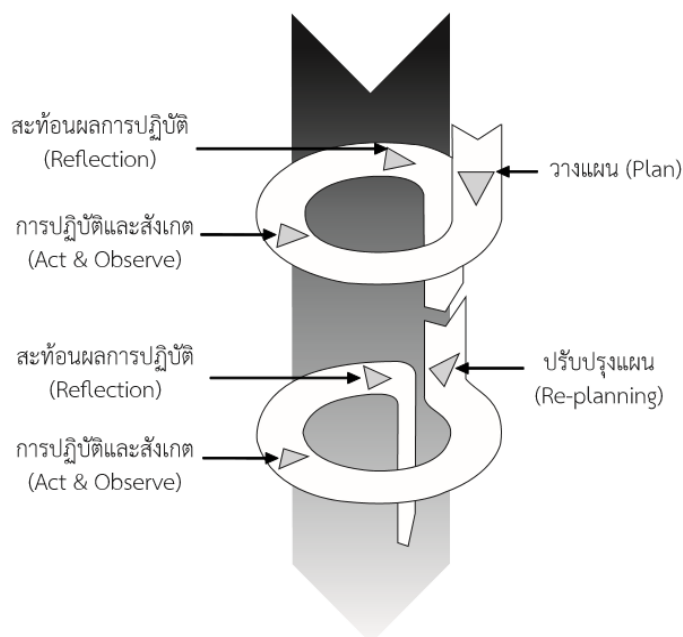 สะท้อนผลการปฏิบัติ
(Reflection)
วางแผน (Plan)
การปฏิบัติและสังเกต
(Act & Observe)
สะท้อนผลการปฏิบัติ
(Reflection)
ปรับปรุงแผน
(Re-planning)
การปฏิบัติและสังเกต
(Act & Observe)